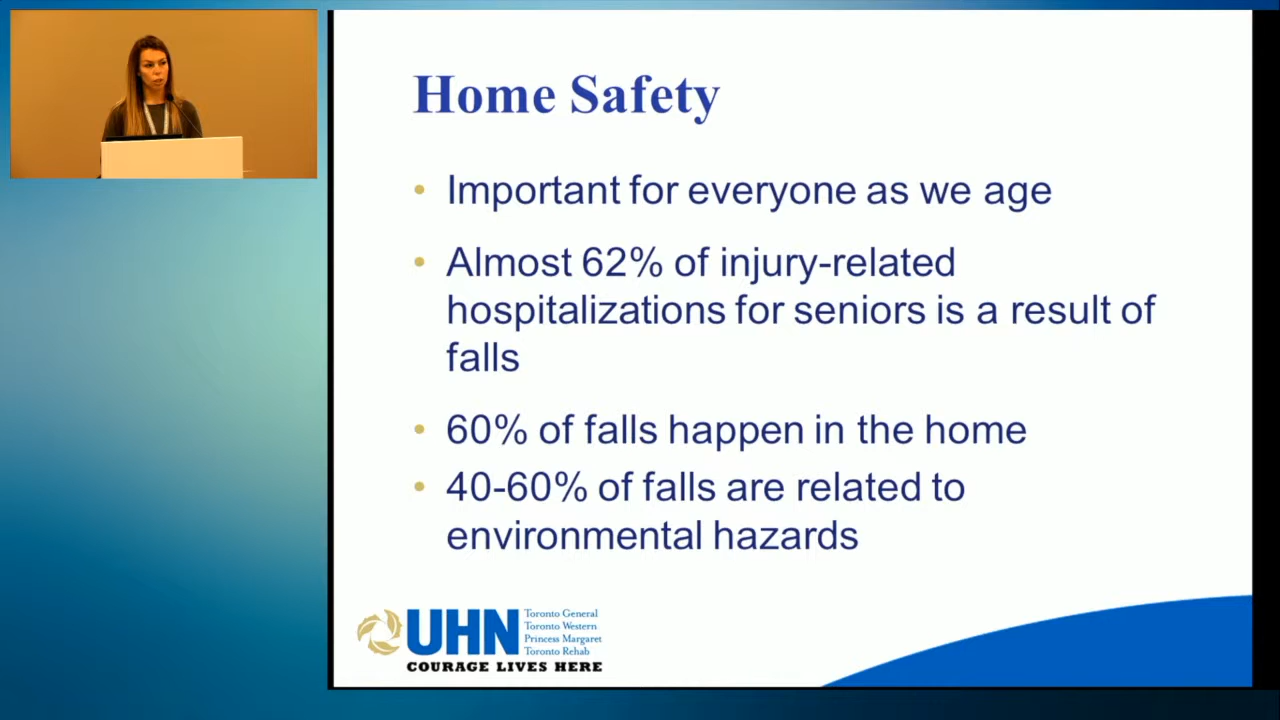 Home Safety
• Important for everyone as we age
• Almost 62% of injury-related
hospitalizations for seniors is a result of
falls
• 60% of falls happen in the home
• 40-60% of falls are related to
environmental hazards
UHN
Toronto General
Toronto Western
Princess Margaret
Toronto Rehab
COURAGE LIVES HERE